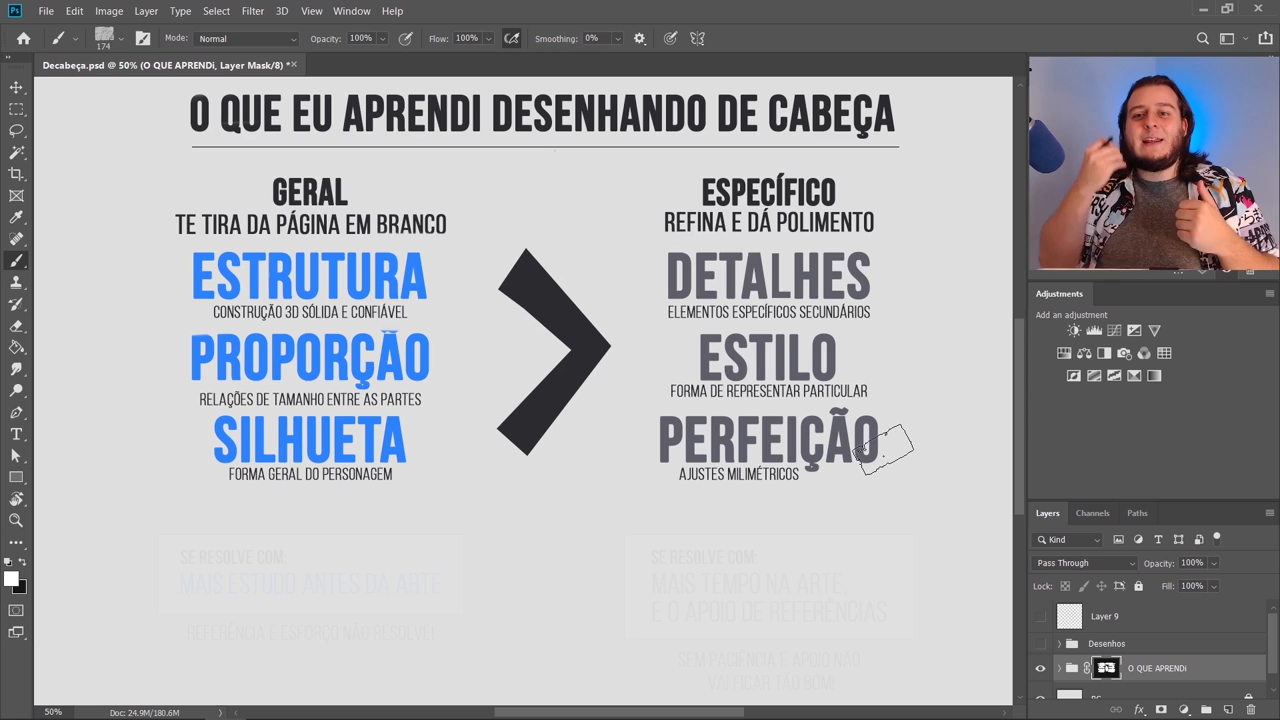 File Edit Image Layer Type Select Filter 3D View Window Help
174
Mode: Normal Opacity: 100% Flow: 100% Smoothing: 0%
Decabeça.psd @ 50% (O QUE APRENDi, Layer Mask/8) *
O QUE EU APRENDI DESENHANDO DE CABEÇA
GERAL
TE TIRA DA PÁGINA EM BRANCO
ESTRUTURA
CONSTRUÇÃO 3D SÓLIDA E CONFIÁVEL
PROPORÇÃO
RELAÇÕES DE TAMANHO ENTRE AS PARTES
SILHUETA
FORMA GERAL DO PERSONAGEM
SE RESOLVE COM:
MAIS ESTUDO ANTES DA ARTE
REFERÊNCIA E ESFORÇO NÃO RESOLVE!
ESPECÍFICO
REFINA E DÁ POLIMENTO
DETALHES
ELEMENTOS ESPECÍFICOS SECUNDÁRIOS
ESTILO
FORMA DE REPRESENTAR PARTICULAR
PERFEIÇÃO
AJUSTES MILIMÉTRICOS
SE RESOLVE COM:
MAIS TEMPO NA ARTE,
E O APOIO DE REFERÊNCIAS
SEM PACIÊNCIA E APOIO NÃO
VAI FICAR TÃO BOM!
Adjustments
Add an adjustment
Layers Channels Paths
Kind
Pass Through Opacity: 100%
Lock: Fill: 100%
Layer 9
Desenhos
O QUE APRENDi
50% Doc: 24.9M/180.6M